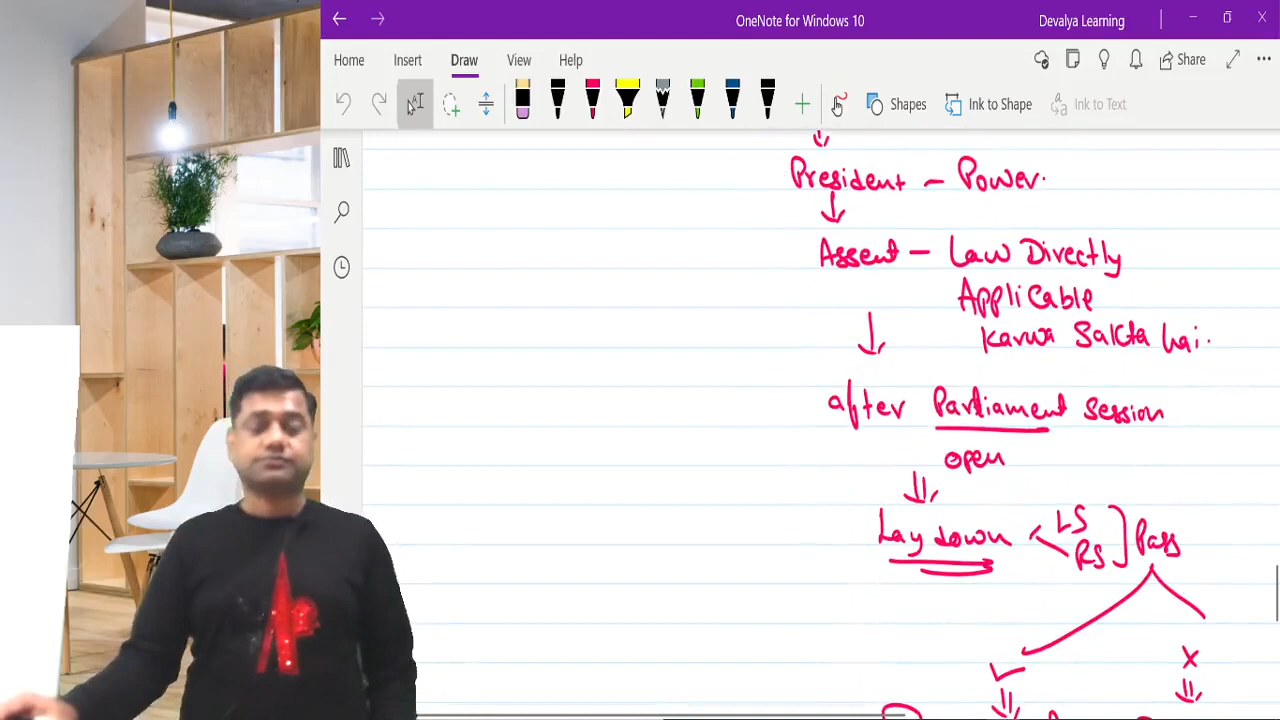 OneNote for Windows 10
Devalya Learning
Home
Insert
Draw
View
Help
Share
Shapes
Ink to Shape
Ink to Text
President - Power.
Assent - Law Directly
Applicable
Karwa Sakta hai.
after Parliament session
open
Lay down
LS
RS
Pass